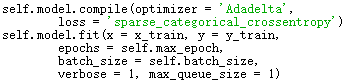 self.model.compile(optimizer = 'Adadelta',
loss = 'sparse_categorical_crossentropy')
self.model.fit(x = x_train, y = y_train,
epochs = self.max_epoch,
batch_size = self.batch_size,
verbose = 1, max_queue_size = 1)